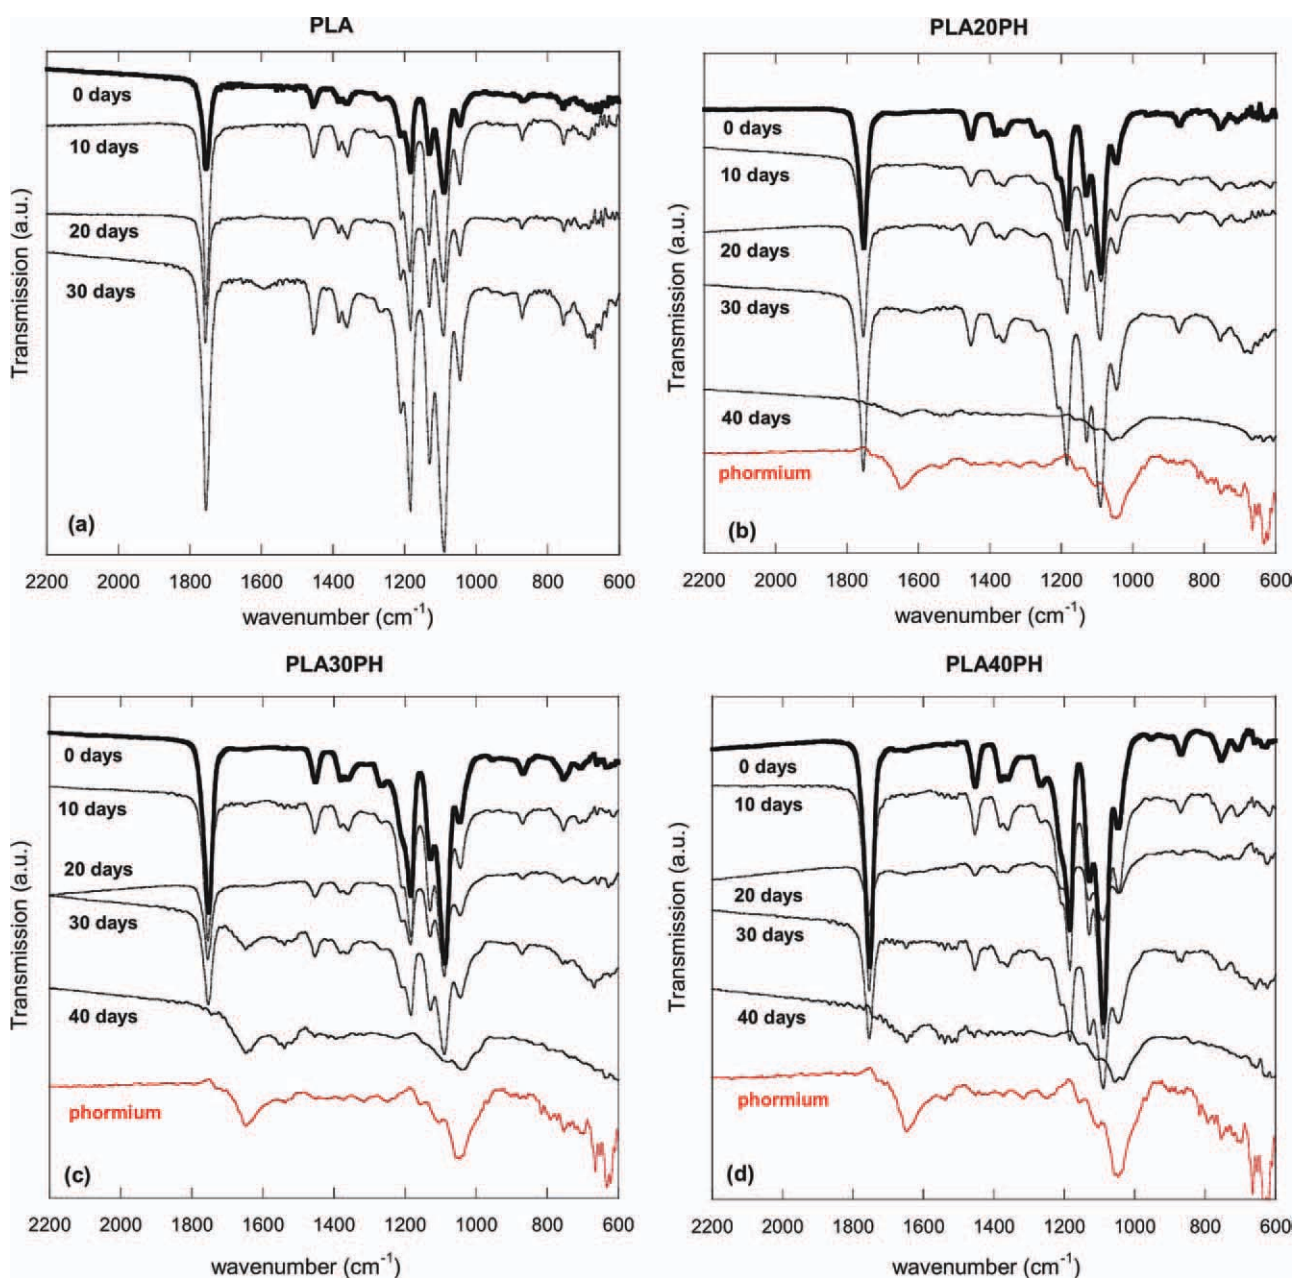 PLA
0 days
10 days
20 days
30 days
(a)
Transmission (a.u.)
2200 2000 1800 1600 1400 1200 1000 800 600
wavenumber (cm⁻¹)
PLA20PH
0 days
10 days
20 days
30 days
40 days
phormium
(b)
Transmission (a.u.)
2200 2000 1800 1600 1400 1200 1000 800 600
wavenumber (cm⁻¹)
PLA30PH
0 days
10 days
20 days
30 days
40 days
phormium
(c)
Transmission (a.u.)
2200 2000 1800 1600 1400 1200 1000 800 600
wavenumber (cm⁻¹)
PLA40PH
0 days
10 days
20 days
30 days
40 days
phormium
(d)
Transmission (a.u.)
2200 2000 1800 1600 1400 1200 1000 800 600
wavenumber (cm⁻¹)